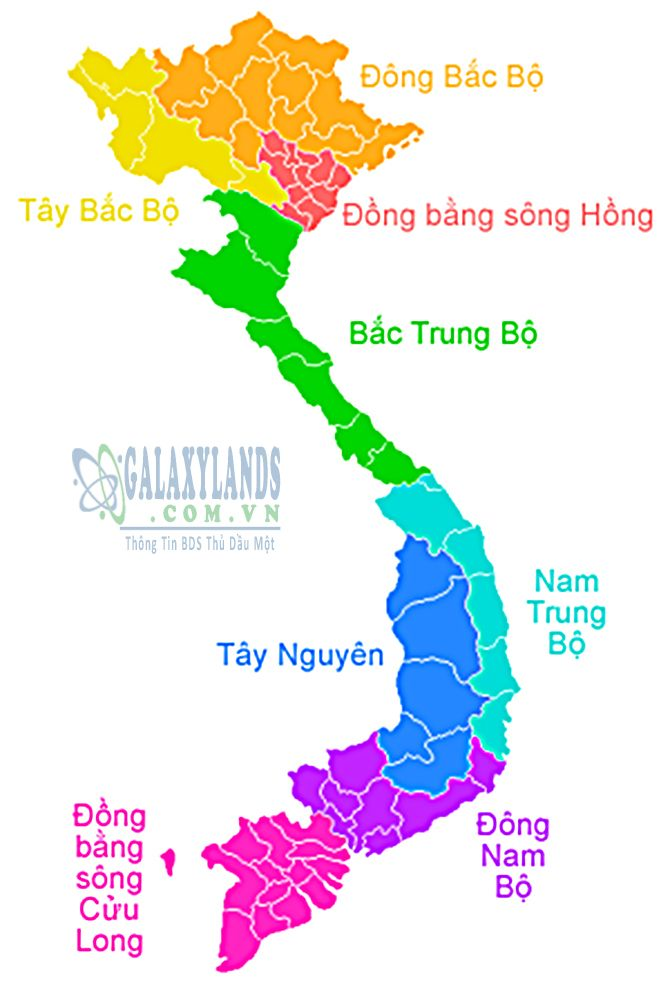 Đông Bắc Bộ
Tây Bắc Bộ
Đồng bằng sông Hồng
Bắc Trung Bộ
GALAXYLANDS
.COM.VN
Thông Tin BDS Thủ Dầu Một
Nam
Trung
Bộ
Tây Nguyên
Đồng
bằng
sông
Cửu
Long
Đông
Nam
Bộ